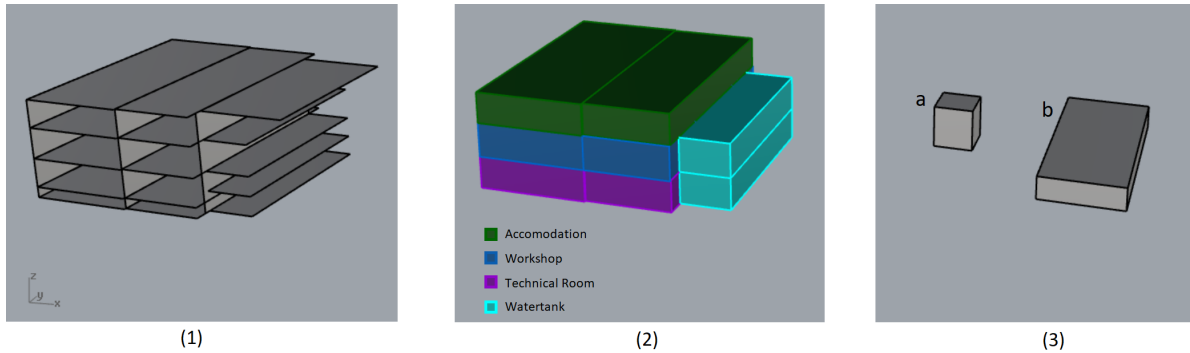 z
y
x
Accomodation
Workshop
Technical Room
Watertank
a
b
(1)
(2)
(3)